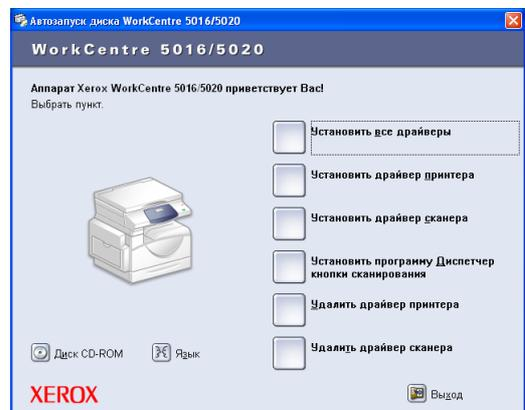 Автозапуск диска WorkCentre 5016/5020
WorkCentre 5016/5020
Аппарат Xerox WorkCentre 5016/5020 приветствует Вас!
Выбрать пункт.
Установить все драйверы
Установить драйвер принтера
Установить драйвер сканера
Установить программу Диспетчер
кнопки сканирования
Удалить драйвер принтера
Удалить драйвер сканера
Диск CD-ROM
Язык
XEROX
Выход